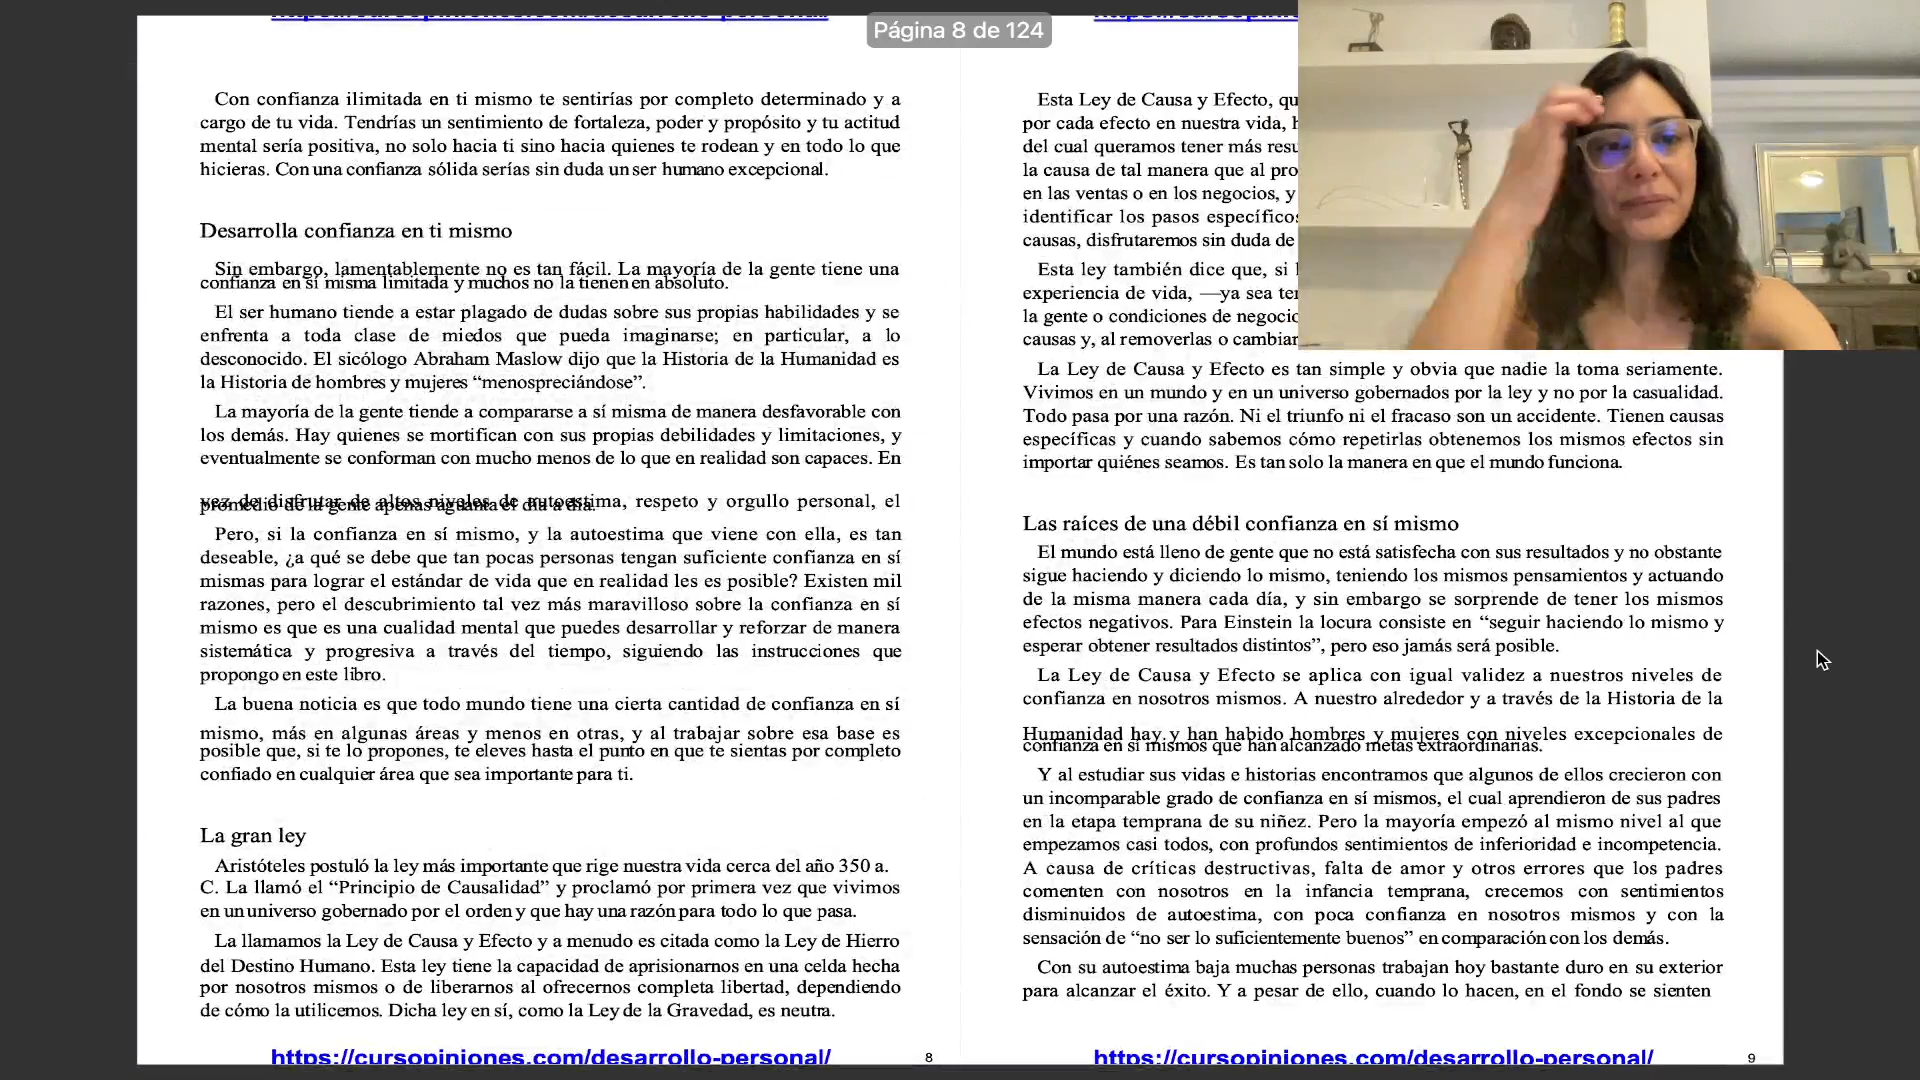 Página 8 de 124
Con confianza ilimitada en ti mismo te sentirías por completo determinado y a
cargo de tu vida. Tendrías un sentimiento de fortaleza, poder y propósito y tu actitud
mental sería positiva, no solo hacia ti sino hacia quienes te rodean y en todo lo que
hicieras. Con una confianza sólida serías sin duda un ser humano excepcional.
Desarrolla confianza en ti mismo
Sin embargo, lamentablemente no es tan fácil. La mayoría de la gente tiene una
confianza en sí misma limitada y muchos no la tienen en absoluto.
El ser humano tiende a estar plagado de dudas sobre sus propias habilidades y se
enfrenta a toda clase de miedos que pueda imaginarse; en particular, a lo
desconocido. El sicólogo Abraham Maslow dijo que la Historia de la Humanidad es
la Historia de hombres y mujeres “menospreciándose”.
La mayoría de la gente tiende a compararse a sí misma de manera desfavorable con
los demás. Hay quienes se mortifican con sus propias debilidades y limitaciones, y
eventualmente se conforman con mucho menos de lo que en realidad son capaces. En
vez de disfrutar de altos niveles de autoestima, respeto y orgullo personal, el
promedio de la gente apenas aguanta el día a día.
Pero, si la confianza en sí mismo, y la autoestima que viene con ella, es tan
deseable, ¿a qué se debe que tan pocas personas tengan suficiente confianza en sí
mismas para lograr el estándar de vida que en realidad les es posible? Existen mil
razones, pero el descubrimiento tal vez más maravilloso sobre la confianza en sí
mismo es que es una cualidad mental que puedes desarrollar y reforzar de manera
sistemática y progresiva a través del tiempo, siguiendo las instrucciones que
propongo en este libro.
La buena noticia es que todo mundo tiene una cierta cantidad de confianza en sí
mismo, más en algunas áreas y menos en otras, y al trabajar sobre esa base es
posible que, si te lo propones, te eleves hasta el punto en que te sientas por completo
confiado en cualquier área que sea importante para ti.
La gran ley
Aristóteles postuló la ley más importante que rige nuestra vida cerca del año 350 a.
C. La llamó el “Principio de Causalidad” y proclamó por primera vez que vivimos
en un universo gobernado por el orden y que hay una razón para todo lo que pasa.
La llamamos la Ley de Causa y Efecto y a menudo es citada como la Ley de Hierro
del Destino Humano. Esta ley tiene la capacidad de aprisionarnos en una celda hecha
por nosotros mismos o de liberarnos al ofrecernos completa libertad, dependiendo
de cómo la utilicemos. Dicha ley en sí, como la Ley de la Gravedad, es neutra.
https://cursopiniones.com/desarrollo-personal/
8
Esta Ley de Causa y Efecto, qu
por cada efecto en nuestra vida, h
del cual queramos tener más resu
la causa de tal manera que al pro
en las ventas o en los negocios, y
identificar los pasos específicos
causas, disfrutaremos sin duda de
Esta ley también dice que, si
experiencia de vida, —ya sea ten
la gente o condiciones de negocio
causas y, al removerlas o cambiar
La Ley de Causa y Efecto es tan simple y obvia que nadie la toma seriamente.
Vivimos en un mundo y en un universo gobernados por la ley y no por la casualidad.
Todo pasa por una razón. Ni el triunfo ni el fracaso son un accidente. Tienen causas
específicas y cuando sabemos cómo repetirlas obtenemos los mismos efectos sin
importar quiénes seamos. Es tan solo la manera en que el mundo funciona.
Las raíces de una débil confianza en sí mismo
El mundo está lleno de gente que no está satisfecha con sus resultados y no obstante
sigue haciendo y diciendo lo mismo, teniendo los mismos pensamientos y actuando
de la misma manera cada día, y sin embargo se sorprende de tener los mismos
efectos negativos. Para Einstein la locura consiste en “seguir haciendo lo mismo y
esperar obtener resultados distintos”, pero eso jamás será posible.
La Ley de Causa y Efecto se aplica con igual validez a nuestros niveles de
confianza en nosotros mismos. A nuestro alrededor y a través de la Historia de la
Humanidad hay y han habido hombres y mujeres con niveles excepcionales de
confianza en sí mismos que han alcanzado metas extraordinarias.
Y al estudiar sus vidas e historias encontramos que algunos de ellos crecieron con
un incomparable grado de confianza en sí mismos, el cual aprendieron de sus padres
en la etapa temprana de su niñez. Pero la mayoría empezó al mismo nivel al que
empezamos casi todos, con profundos sentimientos de inferioridad e incompetencia.
A causa de críticas destructivas, falta de amor y otros errores que los padres
comenten con nosotros en la infancia temprana, crecemos con sentimientos
disminuidos de autoestima, con poca confianza en nosotros mismos y con la
sensación de “no ser lo suficientemente buenos” en comparación con los demás.
Con su autoestima baja muchas personas trabajan hoy bastante duro en su exterior
para alcanzar el éxito. Y a pesar de ello, cuando lo hacen, en el fondo se sienten
https://cursopiniones.com/desarrollo-personal/
9